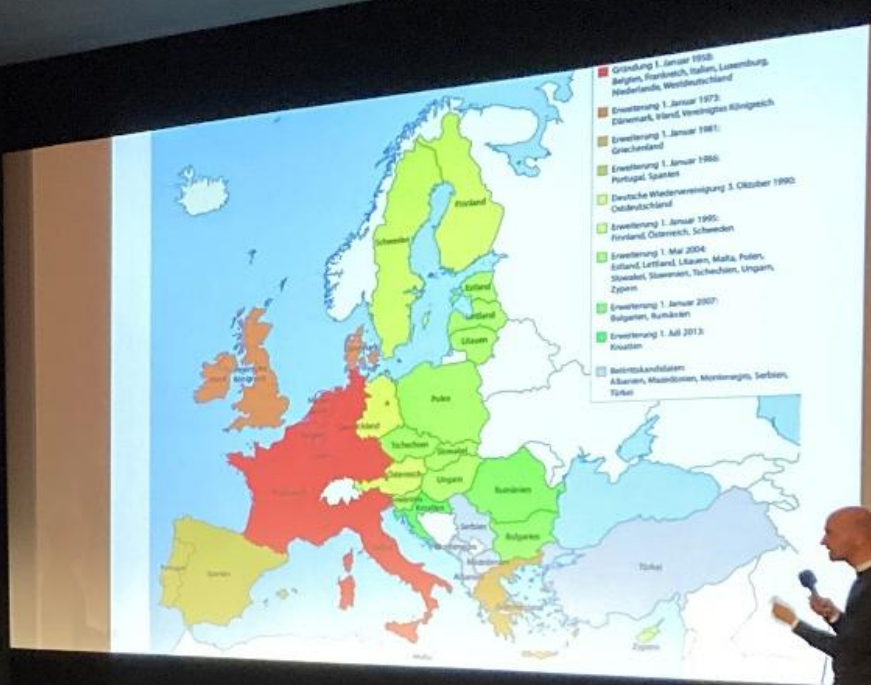 Gründung 1. Januar 1958:
Belgien, Frankreich, Italien, Luxemburg,
Niederlande, Westdeutschland
Erweiterung 1. Januar 1973:
Dänemark, Irland, Vereinigtes Königreich
Erweiterung 1. Januar 1981:
Griechenland
Erweiterung 1. Januar 1986:
Portugal, Spanien
Deutsche Wiedervereinigung 3. Oktober 1990:
Ostdeutschland
Erweiterung 1. Januar 1995:
Finnland, Österreich, Schweden
Erweiterung 1. Mai 2004:
Estland, Lettland, Litauen, Malta, Polen,
Slowakei, Slowenien, Tschechien, Ungarn,
Zypern
Erweiterung 1. Januar 2007:
Bulgarien, Rumänien
Erweiterung 1. Juli 2013:
Kroatien
Beitrittskandidaten:
Albanien, Mazedonien, Montenegro, Serbien,
Türkei
Finnland
Schweden
Estland
Lettland
Litauen
Polen
Deutschland
Tschechien
Slowakei
Österreich
Ungarn
Rumänien
Kroatien
Serbien
Bulgarien
Mazedonien
Türkei
Portugal
Spanien
Zypern
Malta